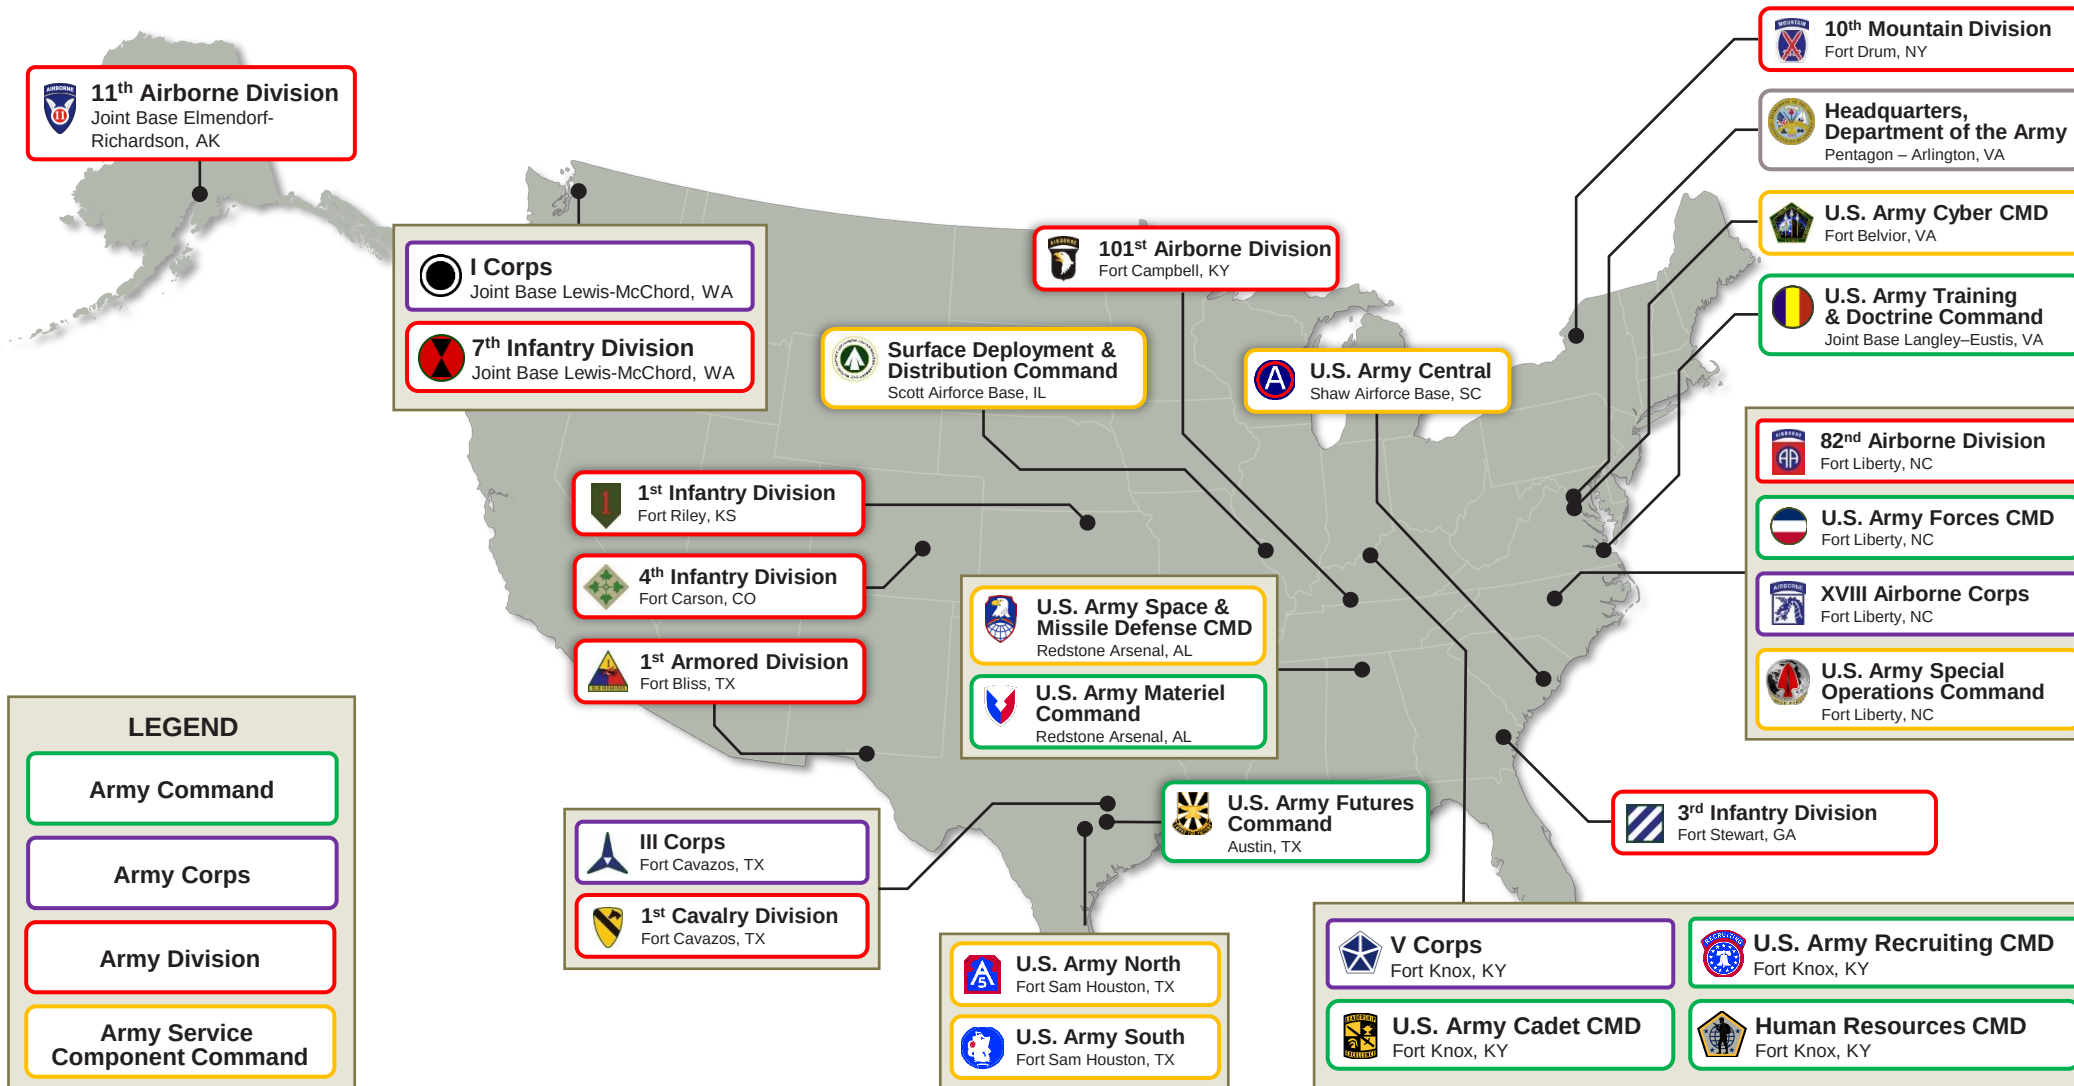 11th Airborne Division
Joint Base Elmendorf-
Richardson, AK
I Corps
Joint Base Lewis-McChord, WA
7th Infantry Division
Joint Base Lewis-McChord, WA
101st Airborne Division
Fort Campbell, KY
Surface Deployment &
Distribution Command
Scott Airforce Base, IL
U.S. Army Central
Shaw Airforce Base, SC
10th Mountain Division
Fort Drum, NY
Headquarters,
Department of the Army
Pentagon – Arlington, VA
U.S. Army Cyber CMD
Fort Belvior, VA
U.S. Army Training
& Doctrine Command
Joint Base Langley–Eustis, VA
82nd Airborne Division
Fort Liberty, NC
U.S. Army Forces CMD
Fort Liberty, NC
XVIII Airborne Corps
Fort Liberty, NC
U.S. Army Special
Operations Command
Fort Liberty, NC
1st Infantry Division
Fort Riley, KS
4th Infantry Division
Fort Carson, CO
1st Armored Division
Fort Bliss, TX
U.S. Army Space &
Missile Defense CMD
Redstone Arsenal, AL
U.S. Army Materiel
Command
Redstone Arsenal, AL
U.S. Army Futures
Command
Austin, TX
3rd Infantry Division
Fort Stewart, GA
III Corps
Fort Cavazos, TX
1st Cavalry Division
Fort Cavazos, TX
U.S. Army North
Fort Sam Houston, TX
U.S. Army South
Fort Sam Houston, TX
V Corps
Fort Knox, KY
U.S. Army Recruiting CMD
Fort Knox, KY
U.S. Army Cadet CMD
Fort Knox, KY
Human Resources CMD
Fort Knox, KY
LEGEND
Army Command
Army Corps
Army Division
Army Service
Component Command